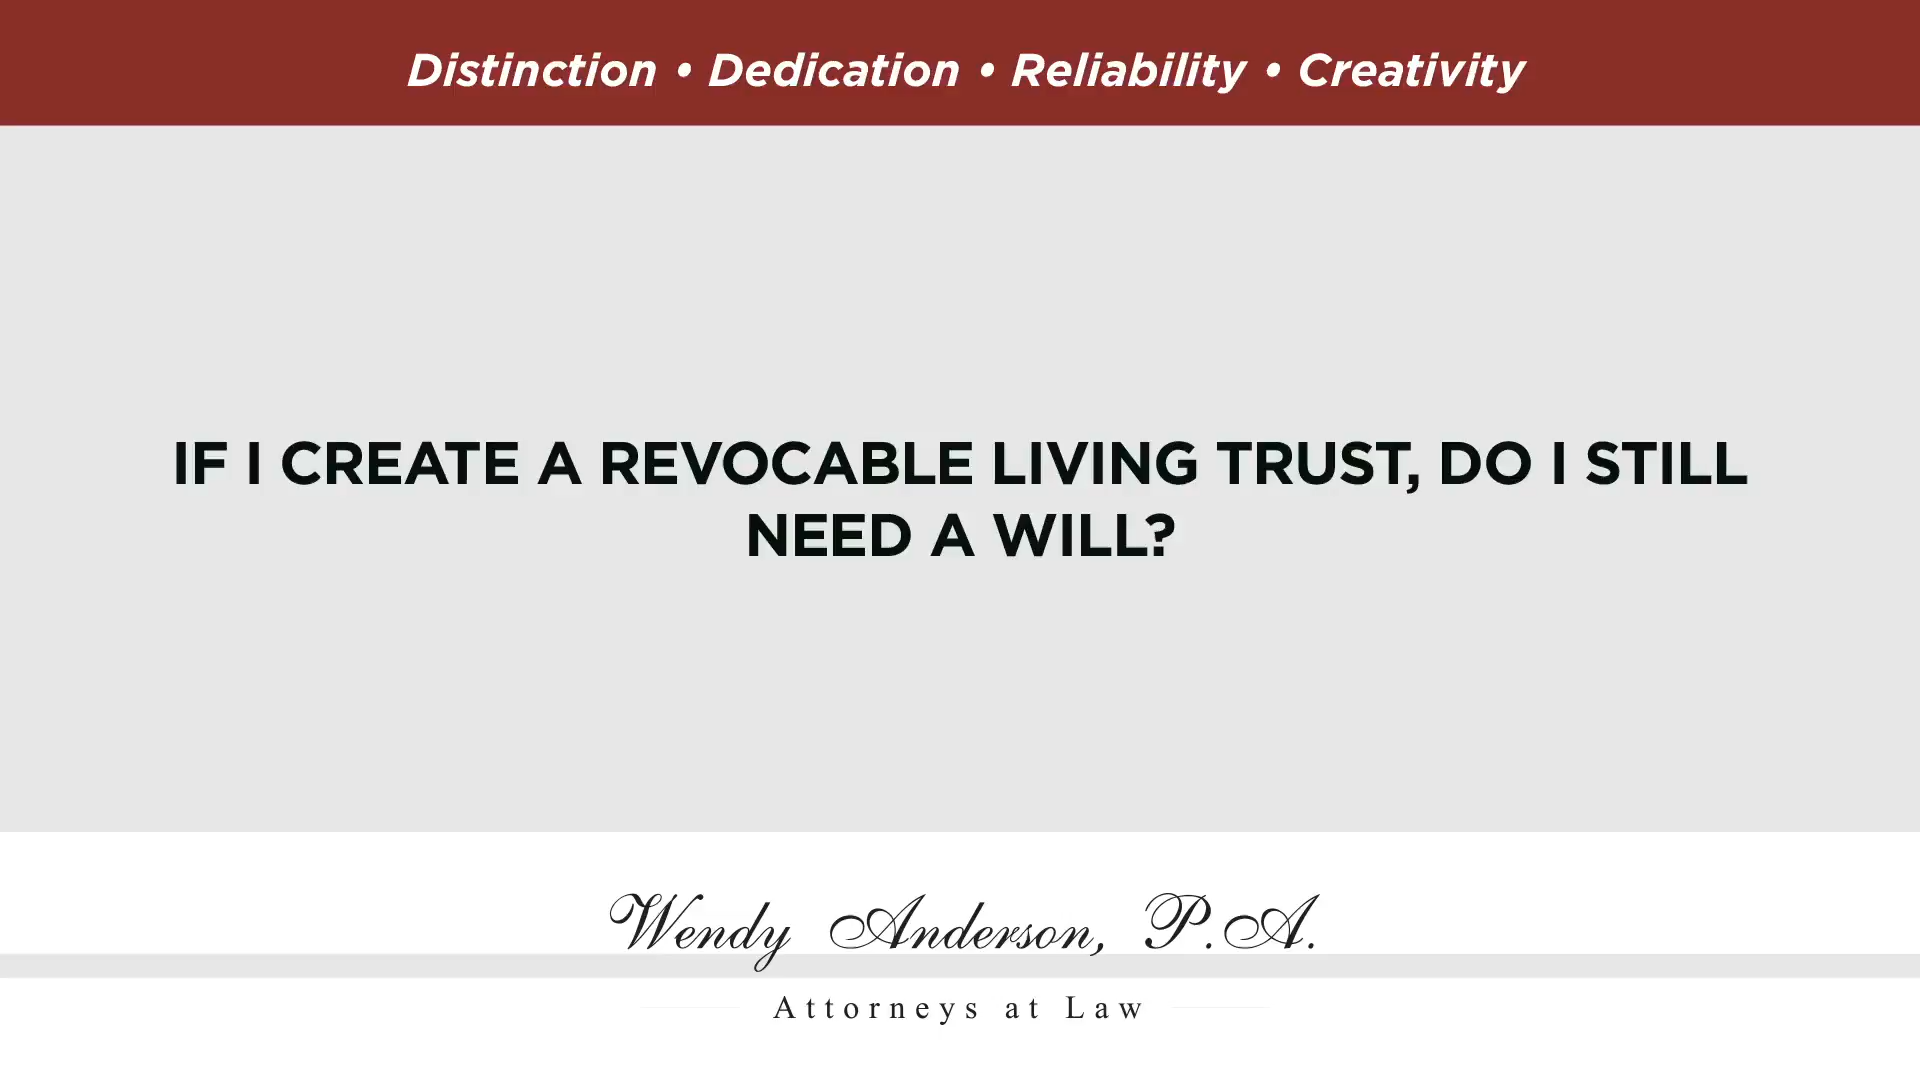 Distinction • Dedication • Reliability • Creativity
IF I CREATE A REVOCABLE LIVING TRUST, DO I STILL
NEED A WILL?
Wendy Anderson, P.A.
Attorneys at Law